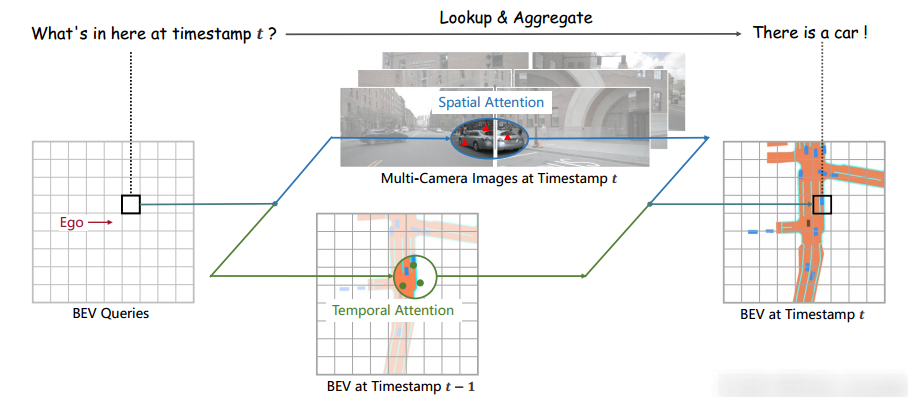 Lookup & Aggregate
What's in here at timestamp t ?
There is a car !
Spatial Attention
Multi-Camera Images at Timestamp t
Ego
BEV Queries
Temporal Attention
BEV at Timestamp t
BEV at Timestamp t − 1